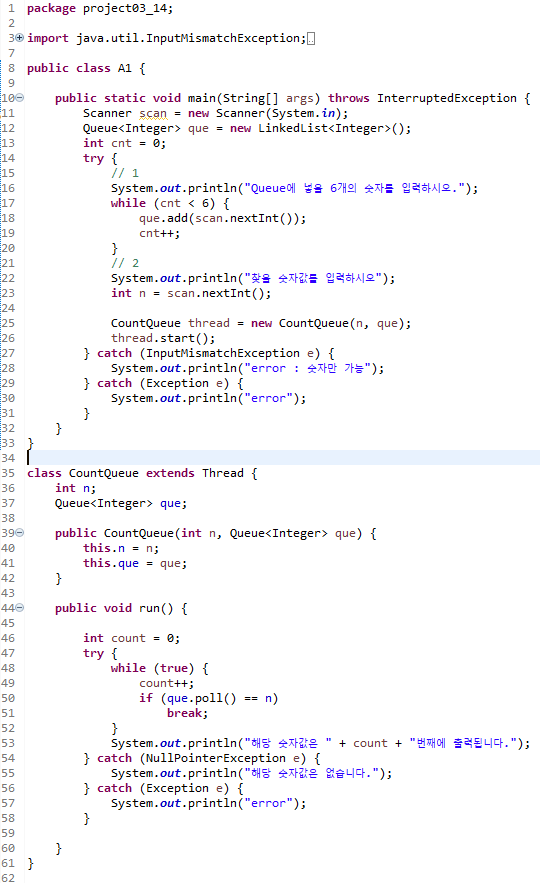 1 package project03_14;
2
3 import java.util.InputMismatchException;
7
8 public class A1 {
9
10     public static void main(String[] args) throws InterruptedException {
11         Scanner scan = new Scanner(System.in);
12         Queue<Integer> que = new LinkedList<Integer>();
13         int cnt = 0;
14         try {
15             // 1
16             System.out.println("Queue에 넣을 6개의 숫자를 입력하시오.");
17             while (cnt < 6) {
18                 que.add(scan.nextInt());
19                 cnt++;
20             }
21             // 2
22             System.out.println("찾을 숫자값를 입력하시오");
23             int n = scan.nextInt();
24
25             CountQueue thread = new CountQueue(n, que);
26             thread.start();
27         } catch (InputMismatchException e) {
28             System.out.println("error : 숫자만 가능");
29         } catch (Exception e) {
30             System.out.println("error");
31         }
32     }
33 }
34
35 class CountQueue extends Thread {
36     int n;
37     Queue<Integer> que;
38
39     public CountQueue(int n, Queue<Integer> que) {
40         this.n = n;
41         this.que = que;
42     }
43
44     public void run() {
45
46         int count = 0;
47         try {
48             while (true) {
49                 count++;
50                 if (que.poll() == n)
51                     break;
52             }
53             System.out.println("해당 숫자값은 " + count + "번째에 출력됩니다.");
54         } catch (NullPointerException e) {
55             System.out.println("해당 숫자값은 없습니다.");
56         } catch (Exception e) {
57             System.out.println("error");
58         }
59
60     }
61 }
62